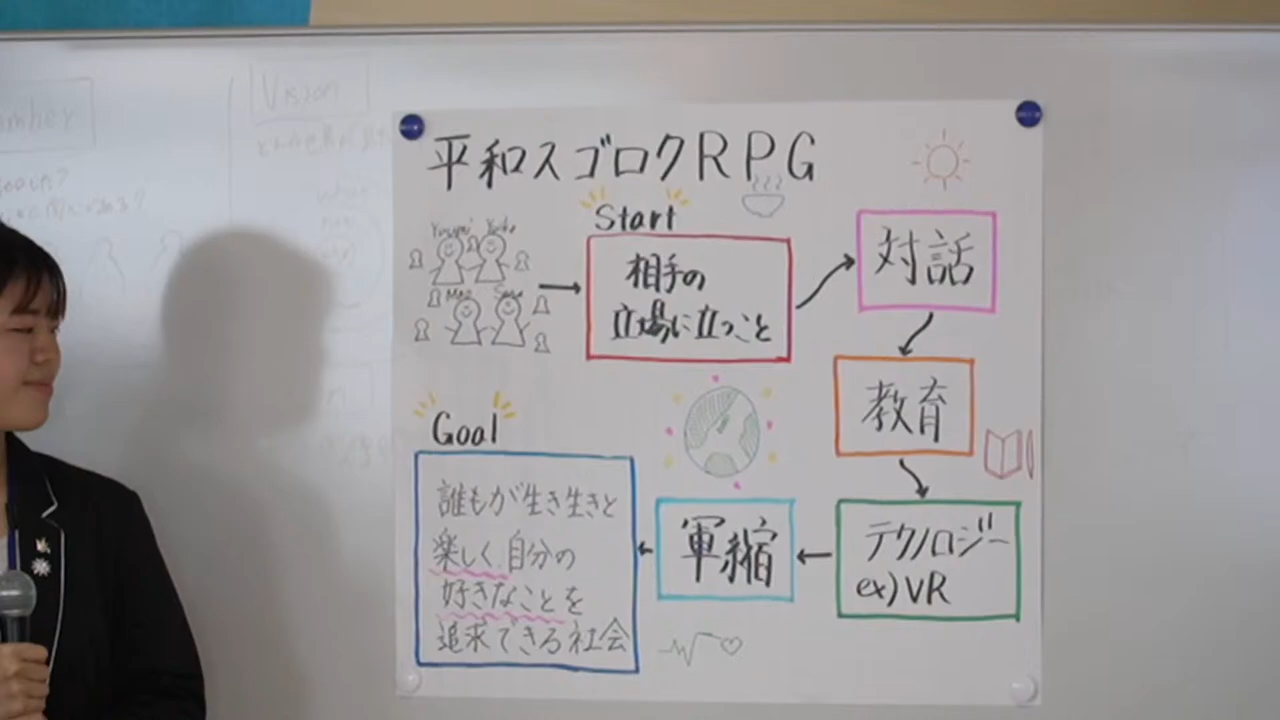 Vision
平和スゴロクRPG
Start
相手の
立場に立つこと
対話
教育
テクノロジー
ex)VR
軍縮
Goal
誰もが生き生きと
楽しく自分の
好きなことを
追求できる社会